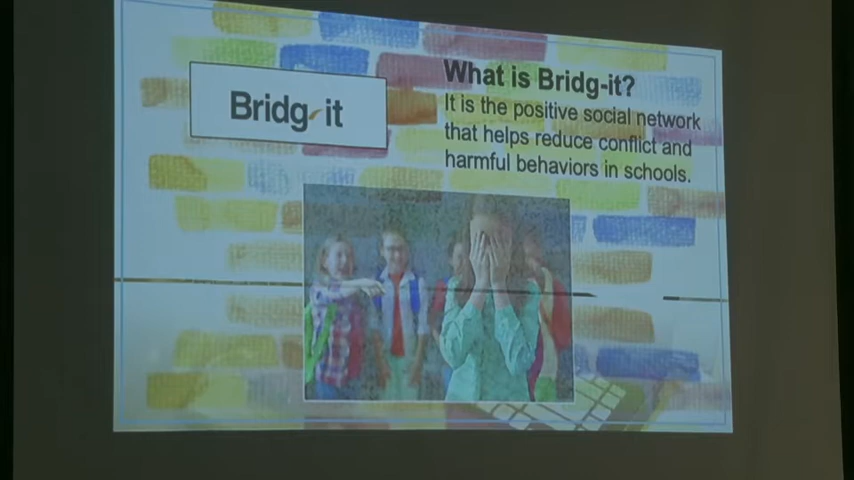 Bridg-it
What is Bridg-it?
It is the positive social network
that helps reduce conflict and
harmful behaviors in schools.